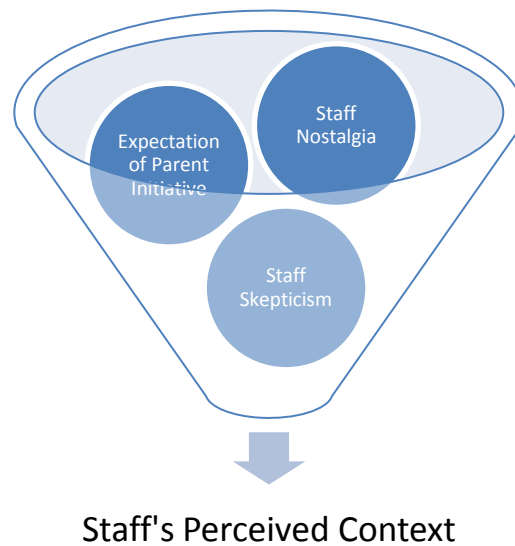 Staff
Nostalgia
Expectation
of Parent
Initiative
Staff
Skepticism
Staff's Perceived Context